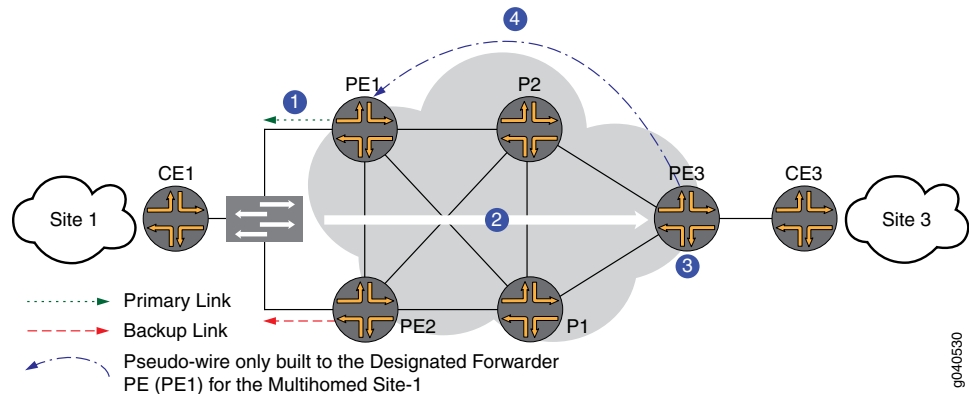 4
PE1
P2
1
CE1
PE3
CE3
Site 1
2
Site 3
3
Primary Link
Backup Link
PE2
P1
Pseudo-wire only built to the Designated Forwarder
PE (PE1) for the Multihomed Site-1
g040530